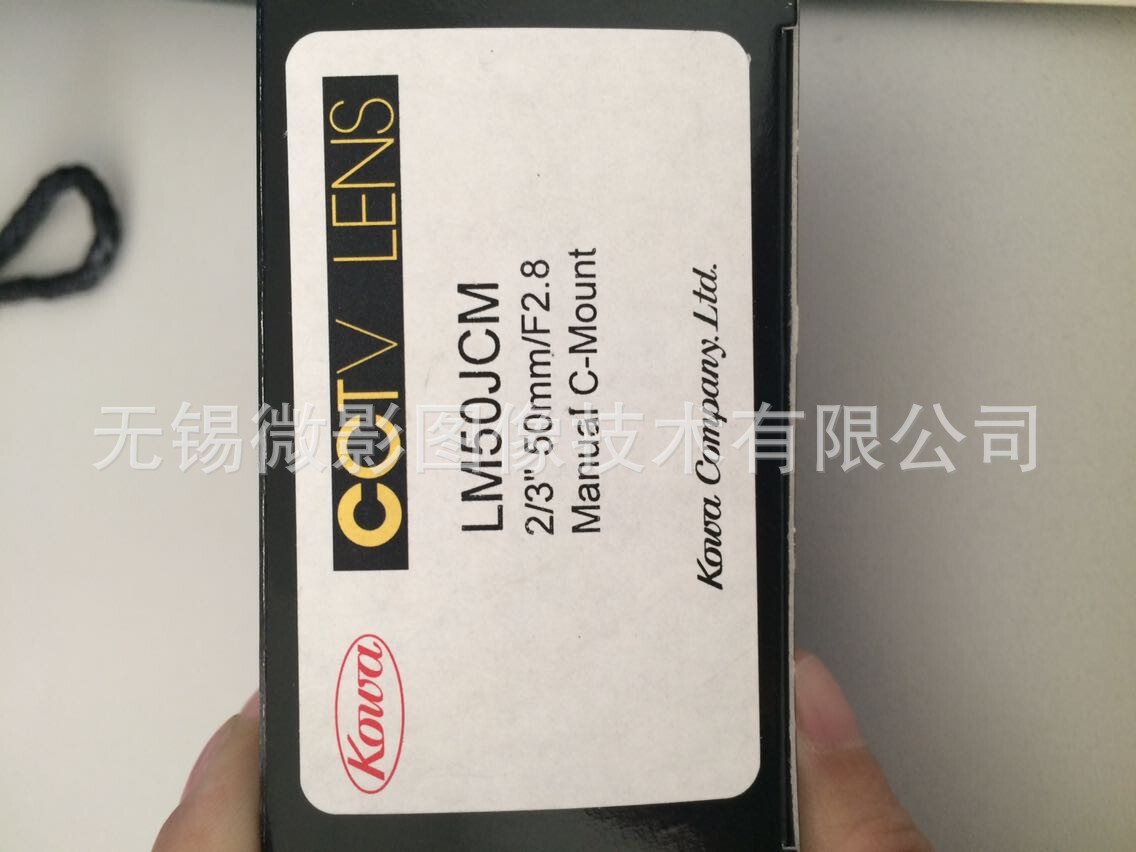 Kowa
CCTV LENS
LM50JCM
2/3" 50mm/F2.8
Manual C-Mount
Kowa Company, Ltd.
无锡微影图像技术有限公司